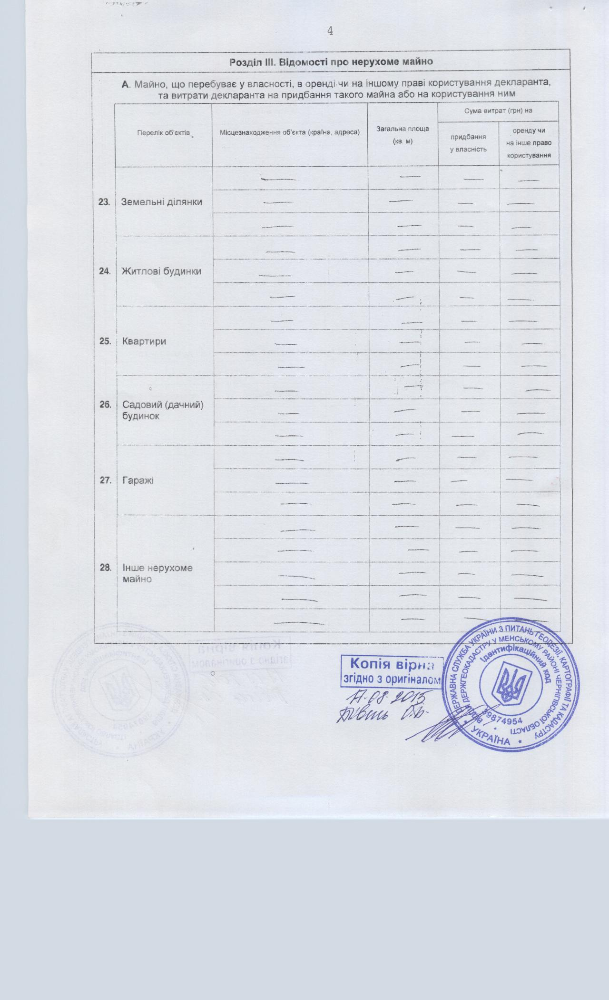 4
Розділ III. Відомості про нерухоме майно
А. Майно, що перебуває у власності, в оренді чи на іншому праві користування декларанта,
та витрати декларанта на придбання такого майна або на користування ним
Перелік об'єктів
Місцезнаходження об'єкта (країна, адреса)
Загальна площа
(кв. м)
Сума витрат (грн) на
придбання
у власність
оренду чи
на інше право
користування
23. Земельні ділянки
— — — —
— — — —
— — — —
24. Житлові будинки
— — — —
— — — —
— — — —
25. Квартири
— — — —
— — — —
— — — —
26. Садовий (дачний)
будинок
— — — —
— — — —
— — — —
27. Гаражі
— — — —
— — — —
— — — —
28. Інше нерухоме
майно
— — — —
— — — —
— — — —
— — — —
— — — —
Копія вірна
згідно з оригіналом
17.08.2015
ДЕРЖАВНА СЛУЖБА УКРАЇНИ З ПИТАНЬ ГЕОДЕЗІЇ, КАРТОГРАФІЇ ТА КАДАСТРУ
ВІДДІЛ ДЕРЖГЕОКАДАСТРУ У МЕНСЬКОМУ РАЙОНІ ЧЕРНІГІВСЬКОЇ ОБЛАСТІ
Ідентифікаційний код
39874954
* УКРАЇНА *